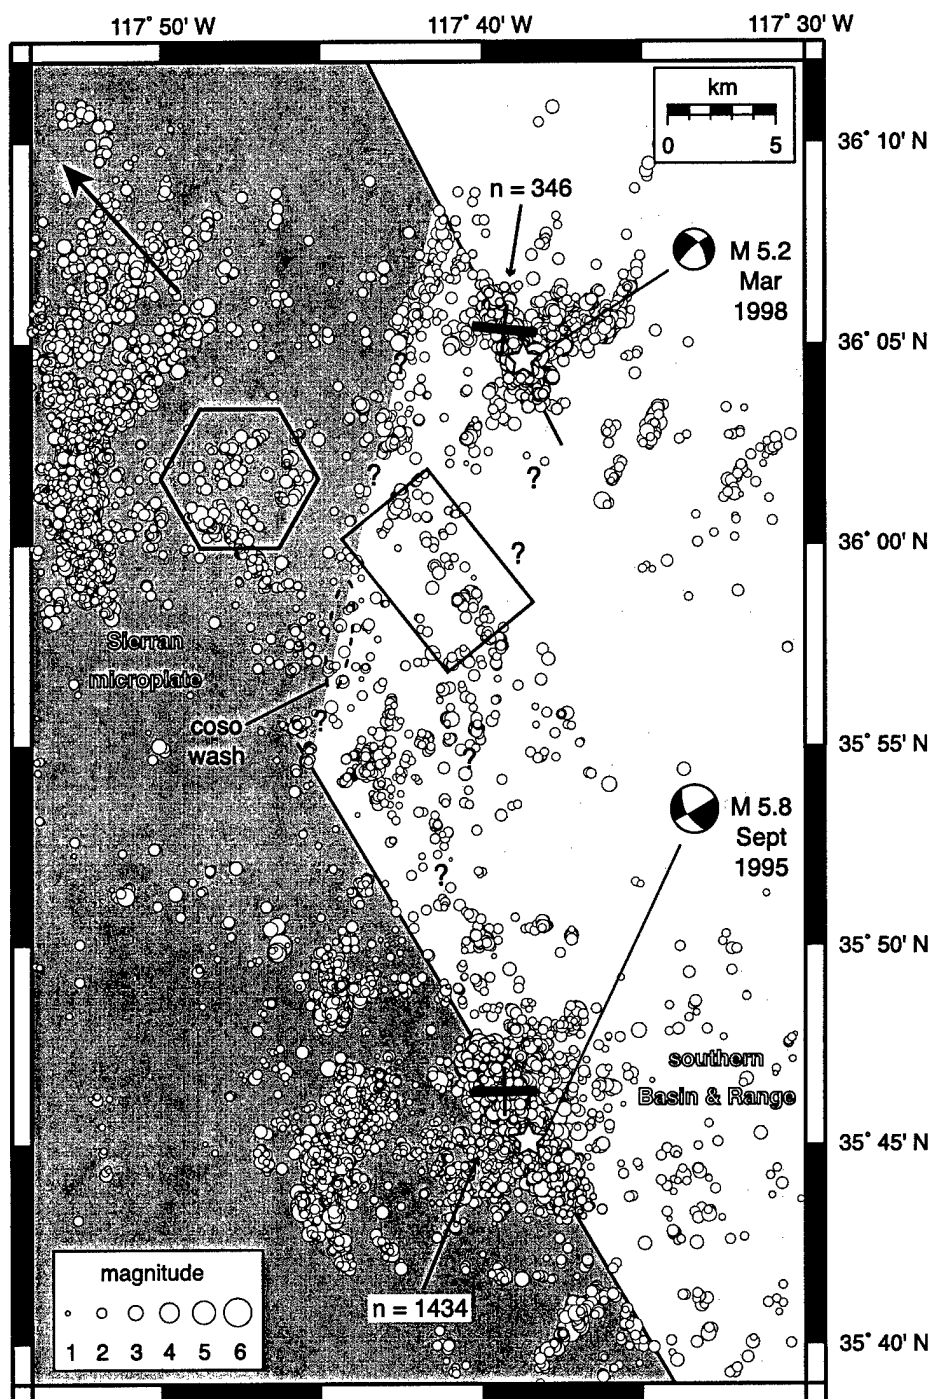 117° 50' W
117° 40' W
117° 30' W
km
0
5
36° 10' N
n = 346
M 5.2
Mar
1998
36° 05' N
?
?
?
36° 00' N
Sierran
microplate
coso
wash
?
?
35° 55' N
M 5.8
Sept
1995
?
35° 50' N
southern
Basin & Range
35° 45' N
magnitude
1 2 3 4 5 6
n = 1434
35° 40' N